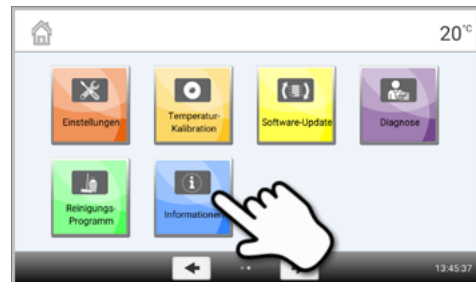 20°C
Einstellungen
Temperatur-
Kalibration
Software-Update
Diagnose
Reinigungs-
Programm
Informationen
13:45:37